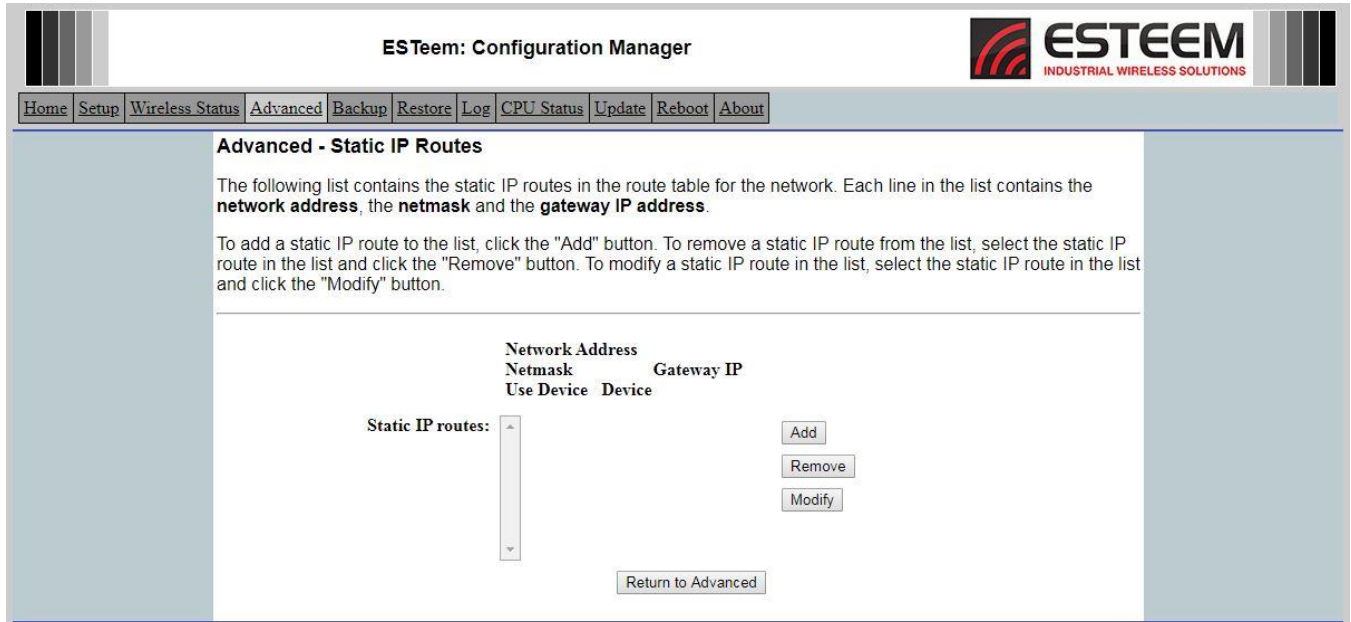 ESTeem: Configuration Manager
ESTEEM
INDUSTRIAL WIRELESS SOLUTIONS
Home Setup Wireless Status Advanced Backup Restore Log CPU Status Update Reboot About
Advanced - Static IP Routes
The following list contains the static IP routes in the route table for the network. Each line in the list contains the
network address, the netmask and the gateway IP address.
To add a static IP route to the list, click the "Add" button. To remove a static IP route from the list, select the static IP
route in the list and click the "Remove" button. To modify a static IP route in the list, select the static IP route in the list
and click the "Modify" button.
Network Address
Netmask Gateway IP
Use Device Device
Static IP routes:
Add
Remove
Modify
Return to Advanced